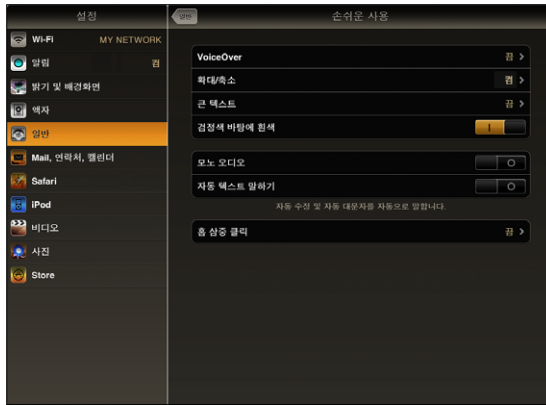 설정
Wi-Fi MY NETWORK
알림 켬
밝기 및 배경화면
액자
일반
Mail, 연락처, 캘린더
Safari
iPod
비디오
사진
Store
일반
손쉬운 사용
VoiceOver 끔
확대/축소 켬
큰 텍스트 끔
검정색 바탕에 흰색
모노 오디오
자동 텍스트 말하기
자동 수정 및 자동 대문자를 자동으로 말합니다.
홈 삼중 클릭 끔